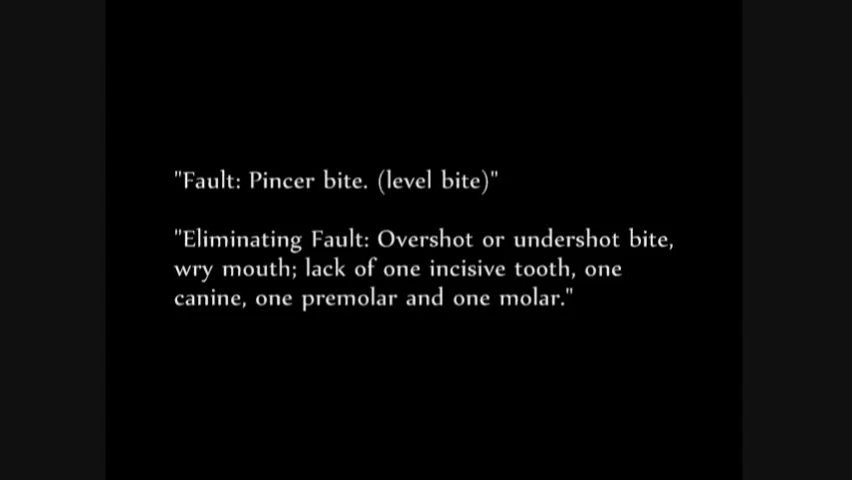 "Fault: Pincer bite. (level bite)"
"Eliminating Fault: Overshot or undershot bite,
wry mouth; lack of one incisive tooth, one
canine, one premolar and one molar."